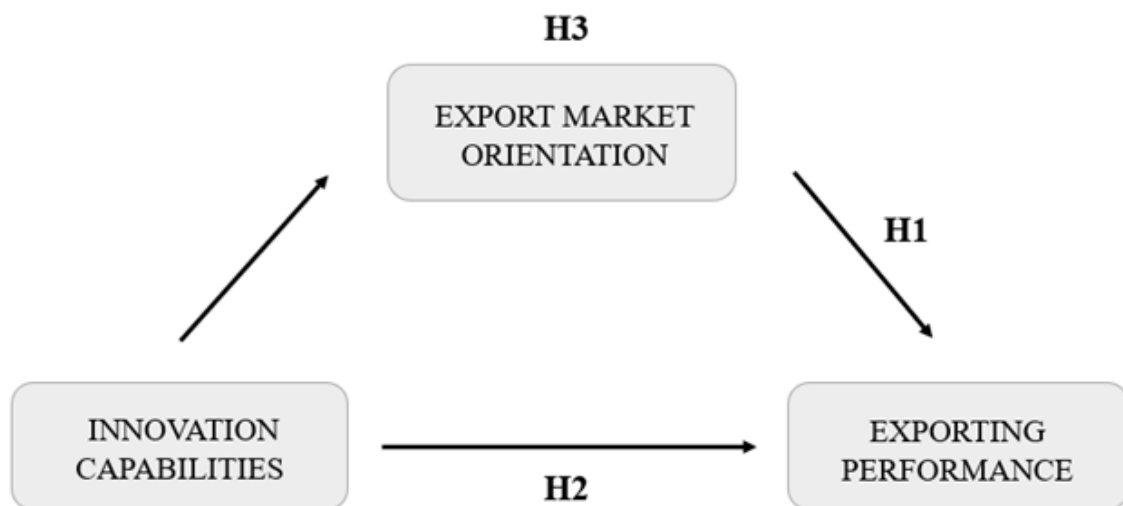 H3
EXPORT MARKET
ORIENTATION
H1
INNOVATION
CAPABILITIES
H2
EXPORTING
PERFORMANCE